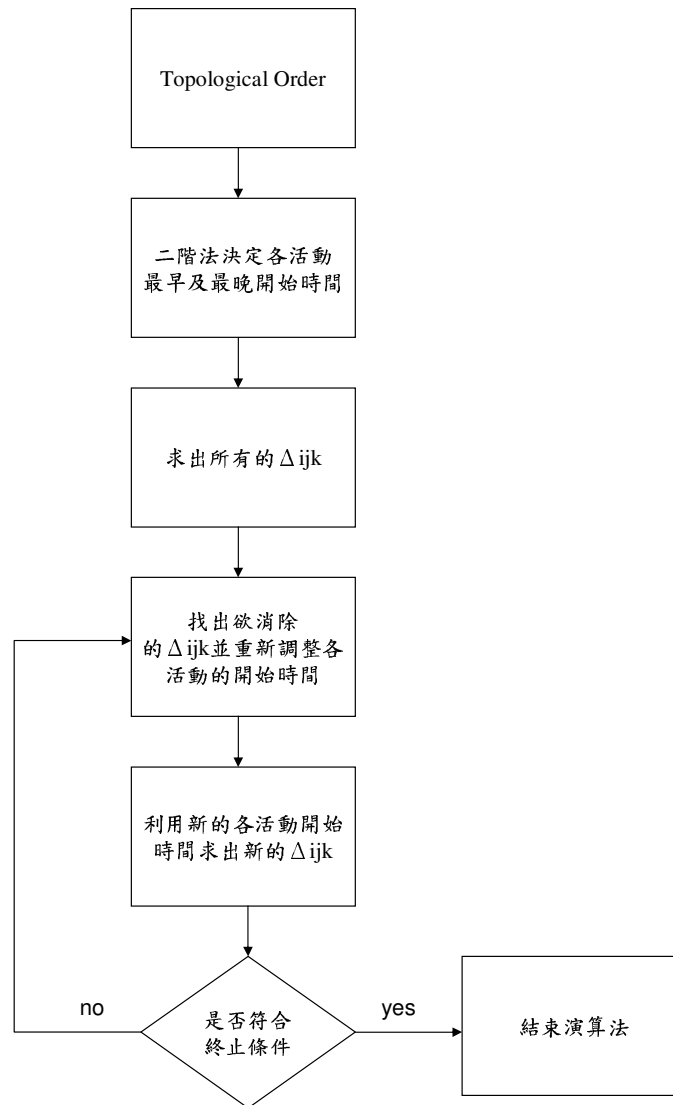 Topological Order
二階法決定各活動
最早及最晚開始時間
求出所有的Δijk
找出欲消除
的Δijk並重新調整各
活動的開始時間
利用新的各活動開始
時間求出新的Δijk
no
是否符合
終止條件
yes
結束演算法